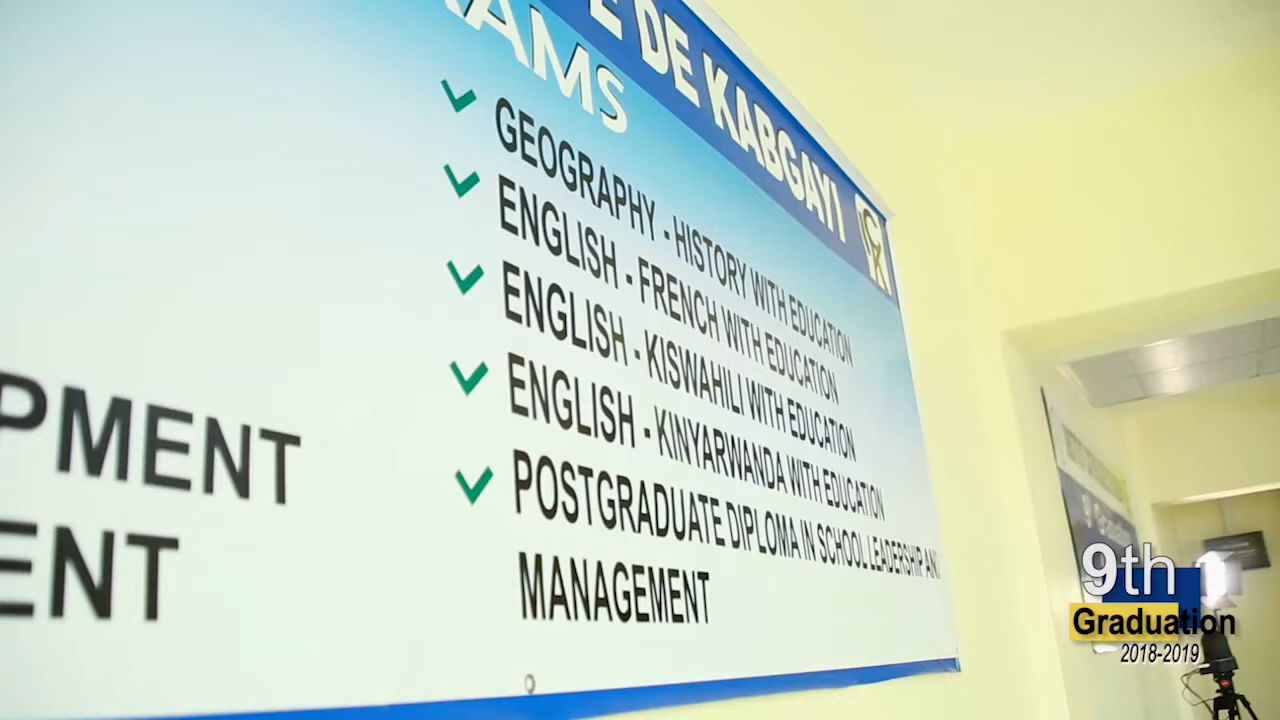 E DE KABGAYI
AMS
GEOGRAPHY - HISTORY WITH EDUCATION
ENGLISH - FRENCH WITH EDUCATION
ENGLISH - KISWAHILI WITH EDUCATION
ENGLISH - KINYARWANDA WITH EDUCATION
POSTGRADUATE DIPLOMA IN SCHOOL LEADERSHIP AN
MANAGEMENT
PMENT
ENT
9th
Graduation
2018-2019